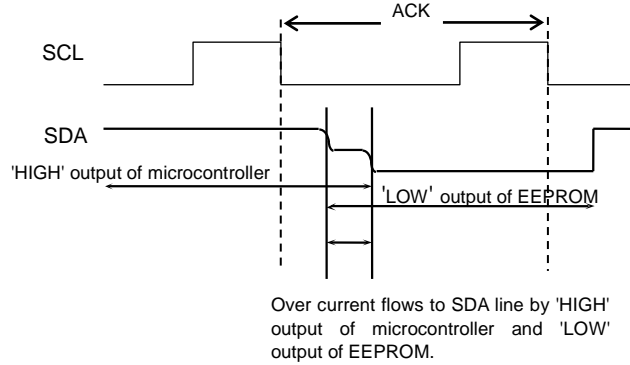 ACK
SCL
SDA
'HIGH' output of microcontroller
'LOW' output of EEPROM
Over current flows to SDA line by 'HIGH'
output of microcontroller and 'LOW'
output of EEPROM.